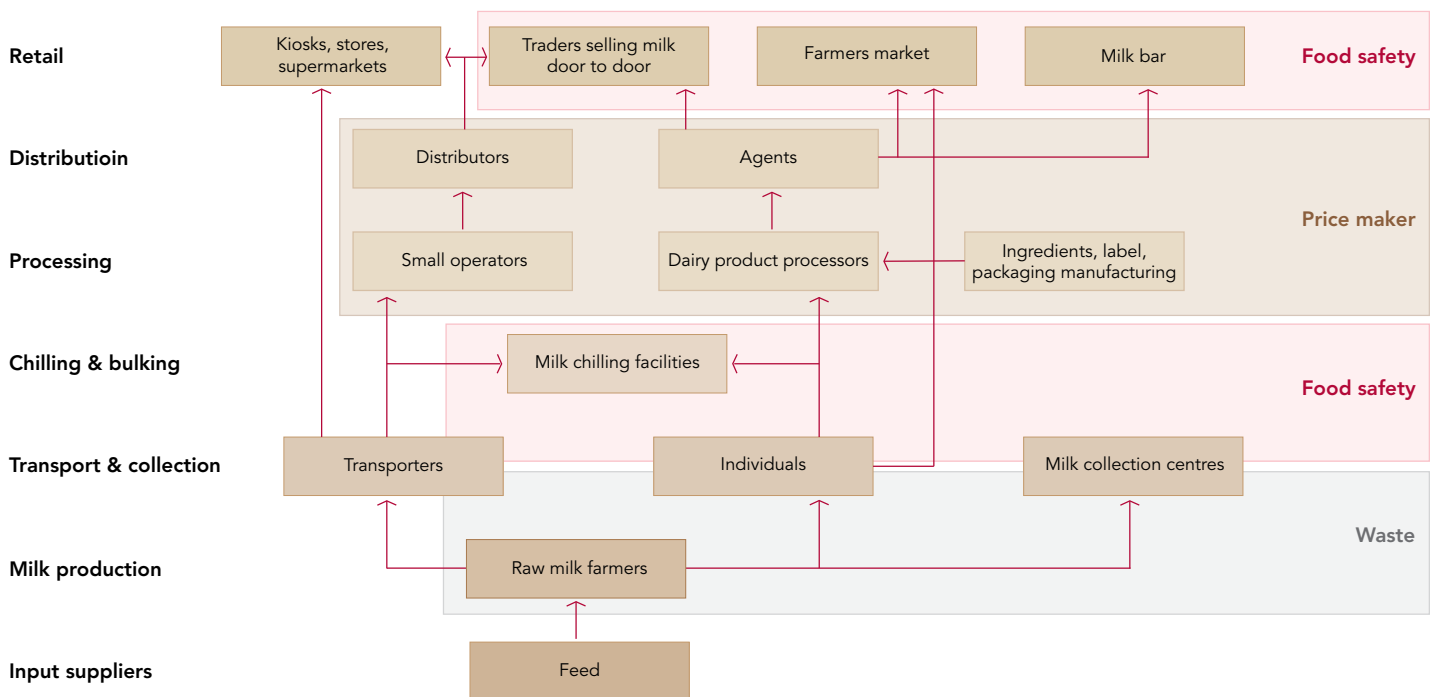 Retail
Kiosks, stores,
supermarkets
Traders selling milk
door to door
Farmers market
Milk bar
Food safety
Distributioin
Distributors
Agents
Price maker
Processing
Small operators
Dairy product processors
Ingredients, label,
packaging manufacturing
Chilling & bulking
Milk chilling facilities
Food safety
Transport & collection
Transporters
Individuals
Milk collection centres
Waste
Milk production
Raw milk farmers
Input suppliers
Feed